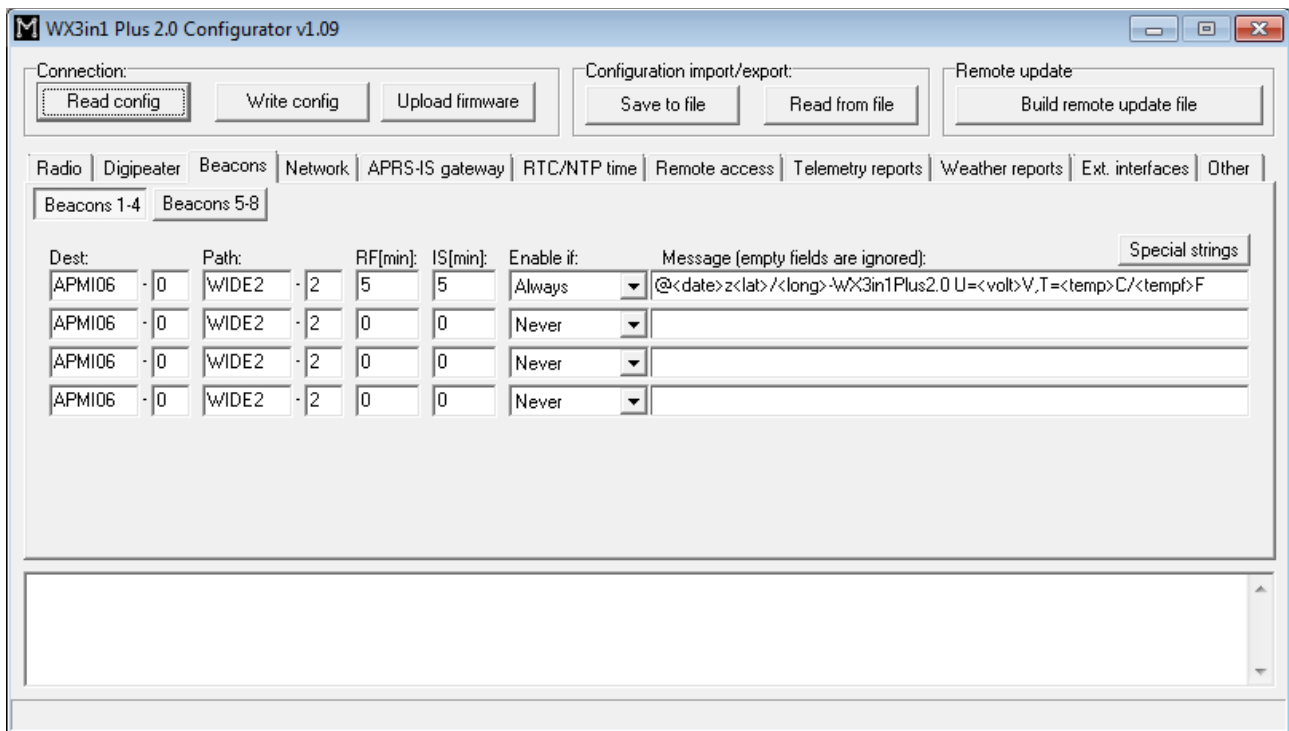 WX3in1 Plus 2.0 Configurator v1.09
Connection: Configuration import/export: Remote update
Read config Write config Upload firmware Save to file Read from file Build remote update file
Radio Digipeater Beacons Network APRS-IS gateway RTC/NTP time Remote access Telemetry reports Weather reports Ext. interfaces Other
Beacons 1-4 Beacons 5-8
Special strings
Dest: Path: RF[min]: IS[min]: Enable if: Message (empty fields are ignored):
APMI06 - 0 WIDE2 - 2 5 5 Always @<date>z<lat>/<long>-WX3in1Plus2.0 U=<volt>V,T=<temp>C/<tempf>F
APMI06 - 0 WIDE2 - 2 0 0 Never
APMI06 - 0 WIDE2 - 2 0 0 Never
APMI06 - 0 WIDE2 - 2 0 0 Never